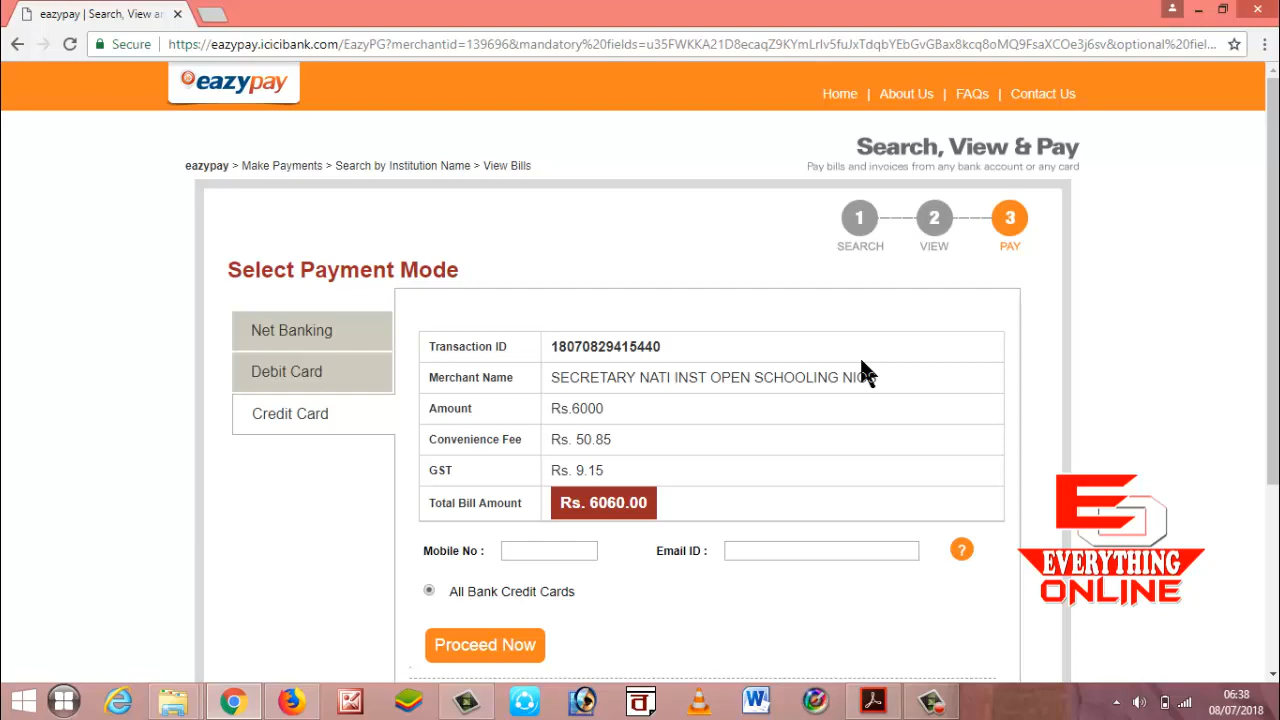 eazypay | Search, View a
Secure
https://eazypay.icicibank.com/EazyPG?merchantid=139696&mandatory%20fields=
eazypay
Home | About Us | FAQs | Contact Us
Search, View & Pay
Pay bills and invoices from any bank account or any card
eazypay > Make Payments > Search by Institution Name > View Bills
1 2 3
SEARCH VIEW PAY
Select Payment Mode
Net Banking
Debit Card
Credit Card
Transaction ID 18070829415440
Merchant Name SECRETARY NATI INST OPEN SCHOOLING NIOS
Amount Rs.6000
Convenience Fee Rs. 50.85
GST Rs. 9.15
Total Bill Amount Rs. 6060.00
Mobile No : Email ID : ?
All Bank Credit Cards
Proceed Now
EVERYTHING
ONLINE
व
06:38
08/07/2018